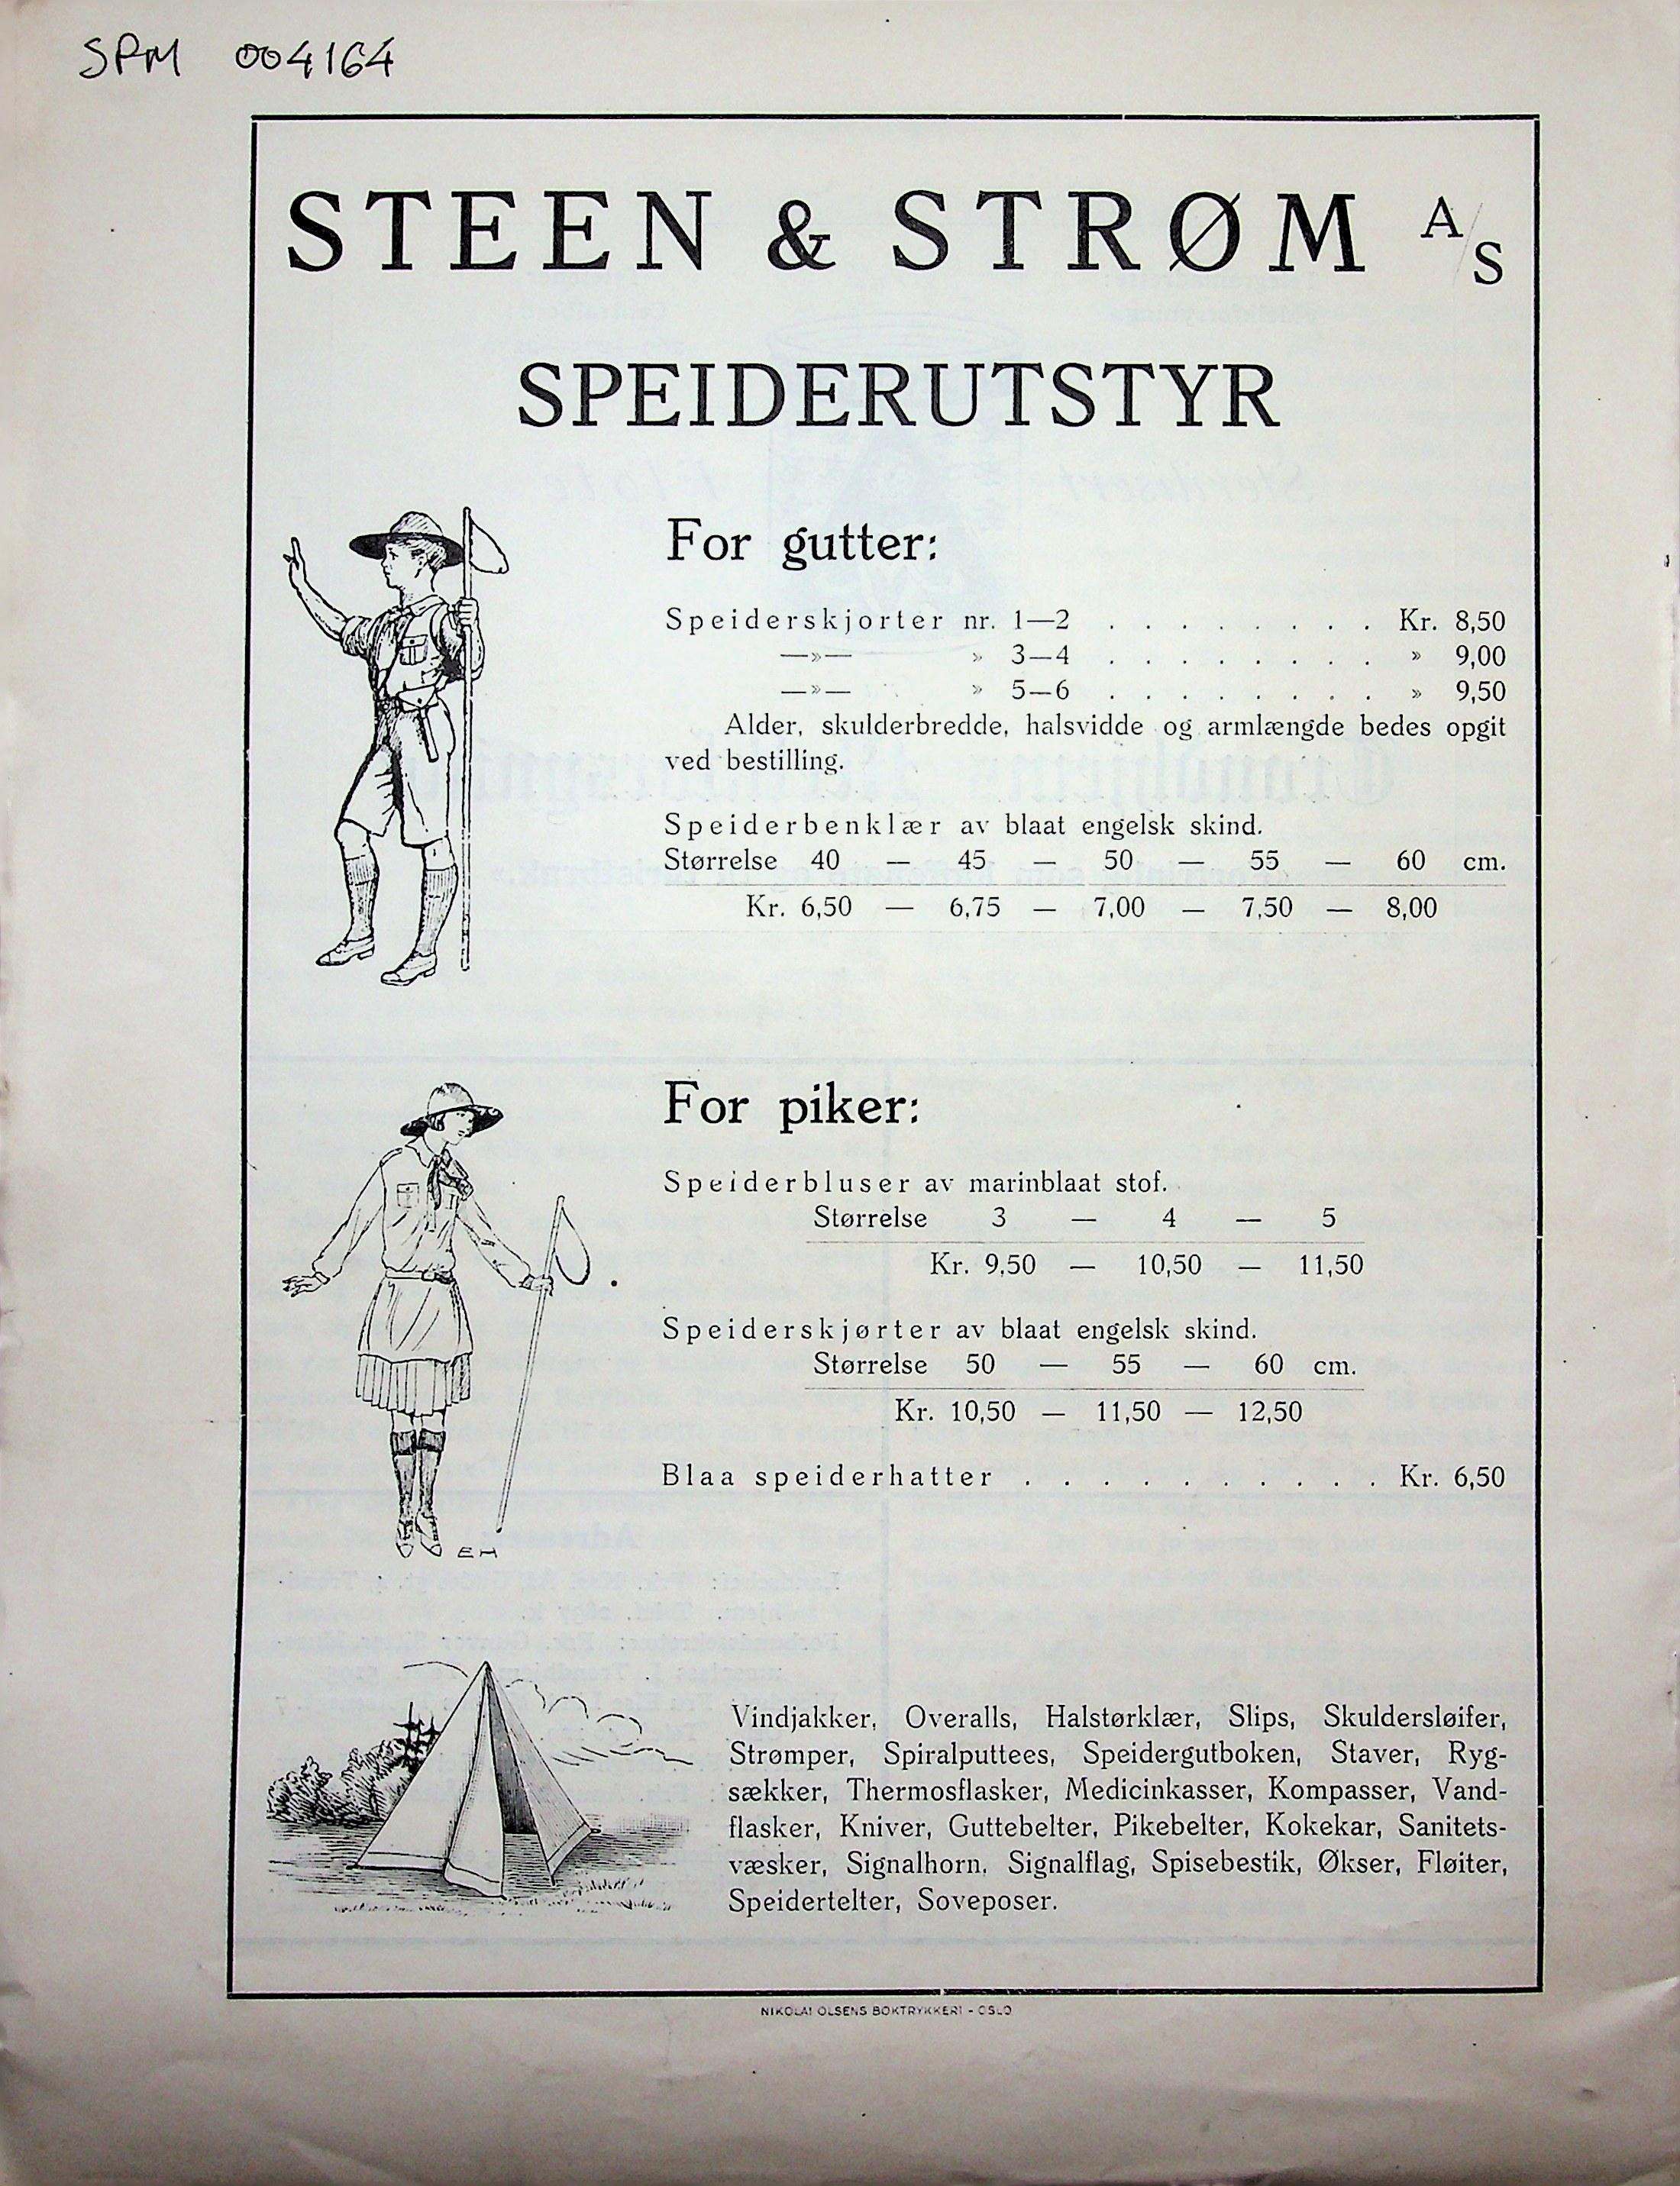 SPM 004164
STEEN & STRØM A/S
SPEIDERUTSTYR
For gutter:
Speiderskjorter nr. 1—2 . . . . . . . . Kr. 8,50
—»— » 3—4 . . . . . . . . » 9,00
—»— » 5—6 . . . . . . . . » 9,50
Alder, skulderbredde, halsvidde og armlængde bedes opgit
ved bestilling.
Speiderbenklær av blaat engelsk skind.
Størrelse 40 — 45 — 50 — 55 — 60 cm.
Kr. 6,50 — 6,75 — 7,00 — 7,50 — 8,00
For piker:
Speiderbluser av marinblaat stof.
Størrelse 3 — 4 — 5
Kr. 9,50 — 10,50 — 11,50
Speiderskjørter av blaat engelsk skind.
Størrelse 50 — 55 — 60 cm.
Kr. 10,50 — 11,50 — 12,50
Blaa speiderhatter . . . . . . . . . . Kr. 6,50
EH
Vindjakker, Overalls, Halstørklær, Slips, Skuldersløifer,
Strømper, Spiralputtees, Speidergutboken, Staver, Ryg-
sækker, Thermosflasker, Medicinkasser, Kompasser, Vand-
flasker, Kniver, Guttebelter, Pikebelter, Kokekar, Sanitets-
væsker, Signalhorn, Signalflag, Spisebestik, Økser, Fløiter,
Speidertelter, Soveposer.
NIKOLAI OLSENS BOKTRYKKERI - OSLO